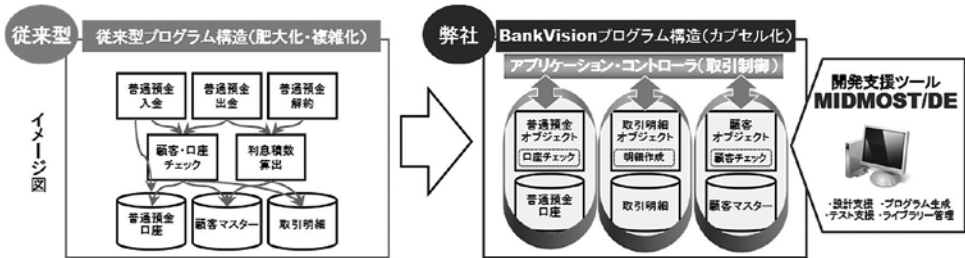 従来型
従来型プログラム構造(肥大化・複雑化)
イメージ図
普通預金
入金
普通預金
出金
普通預金
解約
顧客・口座
チェック
利息積数
算出
普通預金
口座
顧客マスター
取引明細
弊社
BankVisionプログラム構造(カプセル化)
アプリケーション・コントローラ(取引制御)
普通預金
オブジェクト
口座チェック
普通預金
口座
取引明細
オブジェクト
明細作成
取引明細
顧客
オブジェクト
顧客チェック
顧客マスター
開発支援ツール
MIDMOST/DE
・設計支援 ・プログラム生成
・テスト支援 ・ライブラリー管理